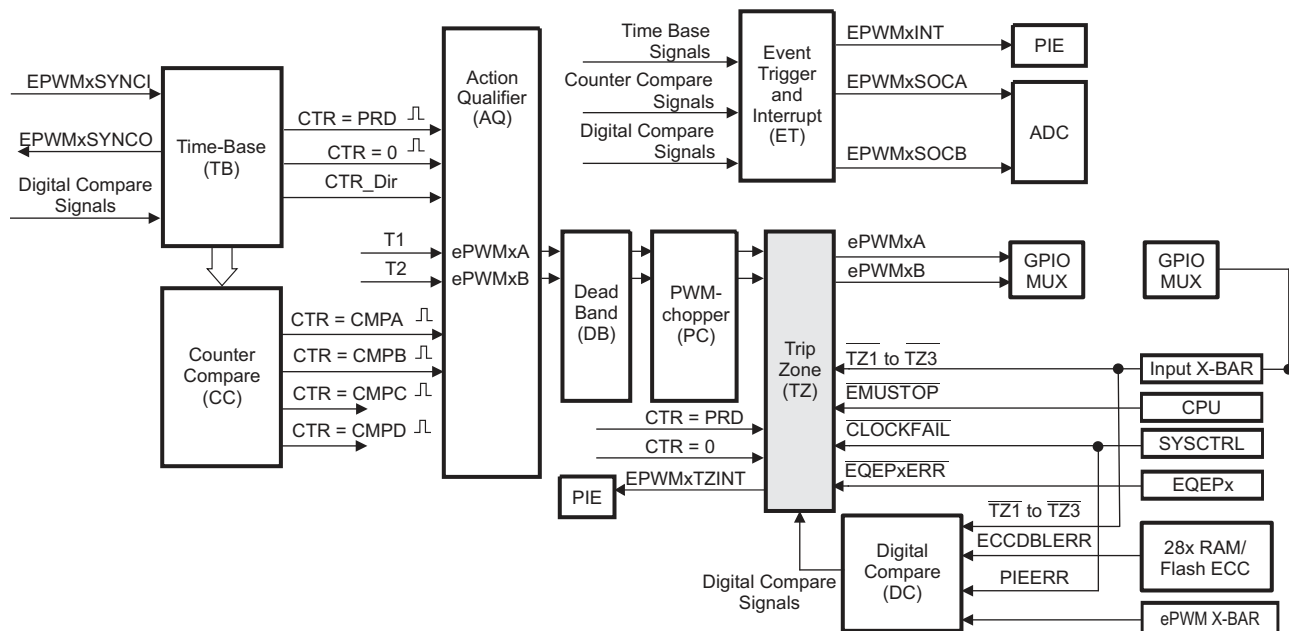 EPWMxSYNCI
EPWMxSYNCO
Digital Compare
Signals
Time-Base
(TB)
CTR = PRD
CTR = 0
CTR_Dir
T1
T2
Action
Qualifier
(AQ)
ePWMxA
ePWMxB
Counter
Compare
(CC)
CTR = CMPA
CTR = CMPB
CTR = CMPC
CTR = CMPD
Time Base
Signals
Counter Compare
Signals
Digital Compare
Signals
Event
Trigger
and
Interrupt
(ET)
EPWMxINT
EPWMxSOCA
EPWMxSOCB
PIE
ADC
Dead
Band
(DB)
PWM-
chopper
(PC)
Trip
Zone
(TZ)
ePWMxA
ePWMxB
GPIO
MUX
GPIO
MUX
TZ1 to TZ3
EMUSTOP
CLOCKFAIL
EQEPxERR
Input X-BAR
CPU
SYSCTRL
EQEPx
CTR = PRD
CTR = 0
EPWMxTZINT
PIE
Digital Compare
Signals
Digital
Compare
(DC)
TZ1 to TZ3
ECCDBLERR
PIEERR
28x RAM/
Flash ECC
ePWM X-BAR